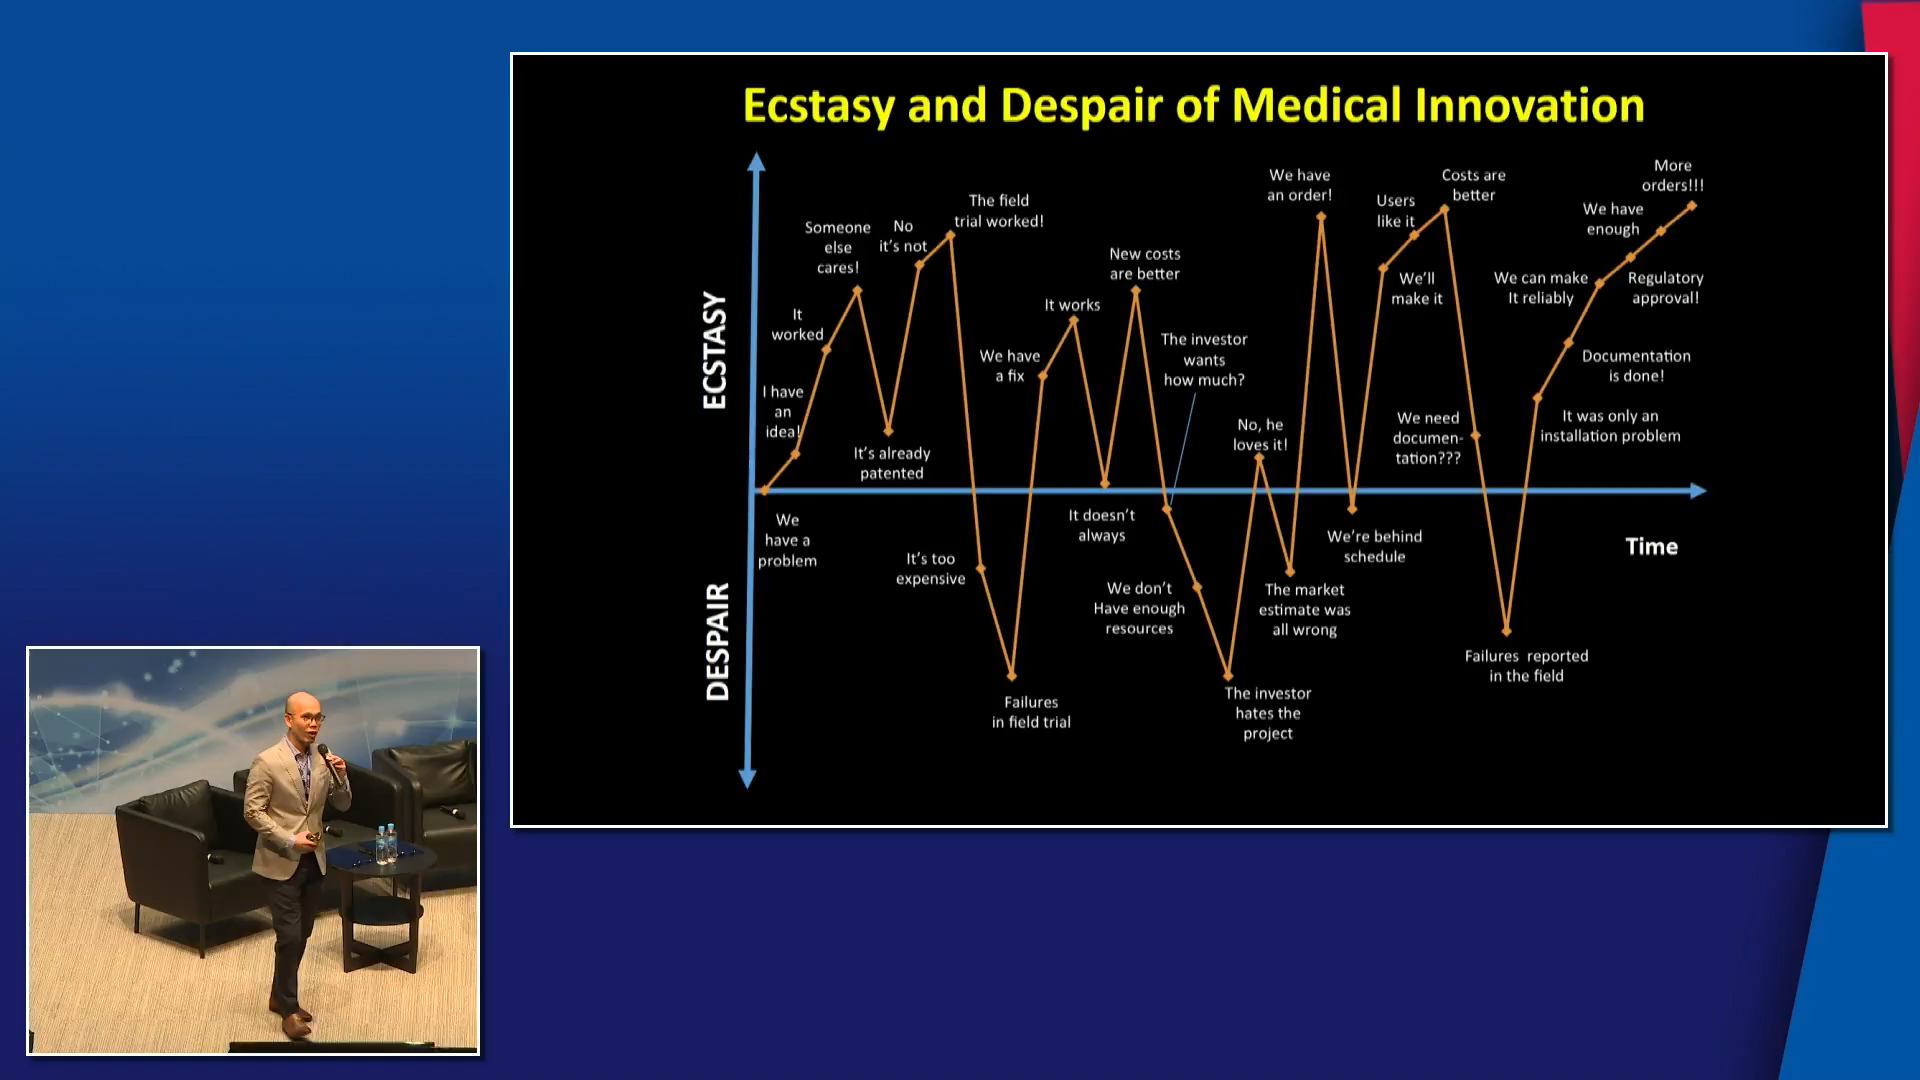 Ecstasy and Despair of Medical Innovation
ECSTASY
DESPAIR
Time
We
have a
problem
I have
an
idea!
It
worked
Someone
else
cares!
It's already
patented
No
it's not
The field
trial worked!
It's too
expensive
Failures
in field trial
We have
a fix
It works
It doesn't
always
New costs
are better
The investor
wants
how much?
We don't
Have enough
resources
The investor
hates the
project
No, he
loves it!
The market
estimate was
all wrong
We have
an order!
We're behind
schedule
We'll
make it
Users
like it
Costs are
better
We need
documen-
tation???
Failures reported
in the field
It was only an
installation problem
Documentation
is done!
We can make
It reliably
Regulatory
approval!
We have
enough
More
orders!!!